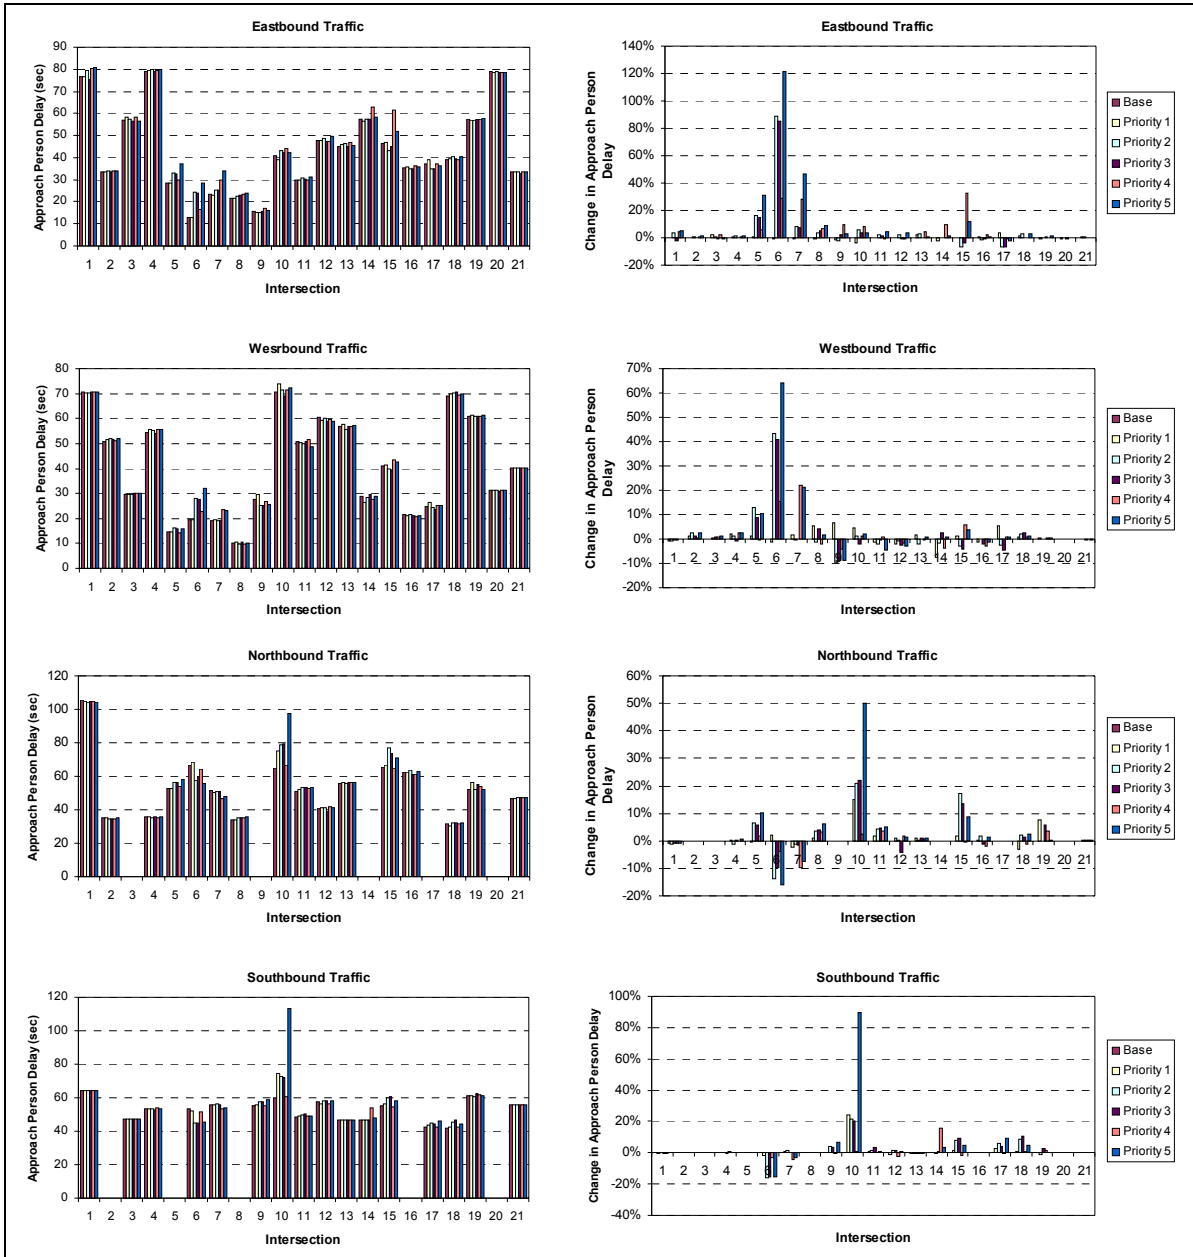 Eastbound Traffic
Approach Person Delay (sec)
90
80
70
60
50
40
30
20
10
0
1 2 3 4 5 6 7 8 9 10 11 12 13 14 15 16 17 18 19 20 21
Intersection
Eastbound Traffic
Change in Approach Person
Delay
140%
120%
100%
80%
60%
40%
20%
0%
-20%
1 2 3 4 5 6 7 8 9 10 11 12 13 14 15 16 17 18 19 20 21
Intersection
Base
Priority 1
Priority 2
Priority 3
Priority 4
Priority 5
Wesrbound Traffic
Approach Person Delay (sec)
80
70
60
50
40
30
20
10
0
1 2 3 4 5 6 7 8 9 10 11 12 13 14 15 16 17 18 19 20 21
Intersection
Westbound Traffic
Change in Approach Person
Delay
70%
60%
50%
40%
30%
20%
10%
0%
-10%
-20%
1 2 3 4 5 6 7 8 9 10 11 12 13 14 15 16 17 18 19 20 21
Intersection
Base
Priority 1
Priority 2
Priority 3
Priority 4
Priority 5
Northbound Traffic
Approach Person Delay (sec)
120
100
80
60
40
20
0
1 2 3 4 5 6 7 8 9 10 11 12 13 14 15 16 17 18 19 20 21
Intersection
Northbound Traffic
Change in Approach Person
Delay
60%
50%
40%
30%
20%
10%
0%
-10%
-20%
1 2 3 4 5 6 7 8 9 10 11 12 13 14 15 16 17 18 19 20 21
Intersection
Base
Priority 1
Priority 2
Priority 3
Priority 4
Priority 5
Southbound Traffic
Approach Person Delay (sec)
120
100
80
60
40
20
0
1 2 3 4 5 6 7 8 9 10 11 12 13 14 15 16 17 18 19 20 21
Intersection
Southbound Traffic
Change in Approach Person Delay
100%
80%
60%
40%
20%
0%
-20%
-40%
1 2 3 4 5 6 7 8 9 10 11 12 13 14 15 16 17 18 19 20 21
Intersection
Base
Priority 1
Priority 2
Priority 3
Priority 4
Priority 5